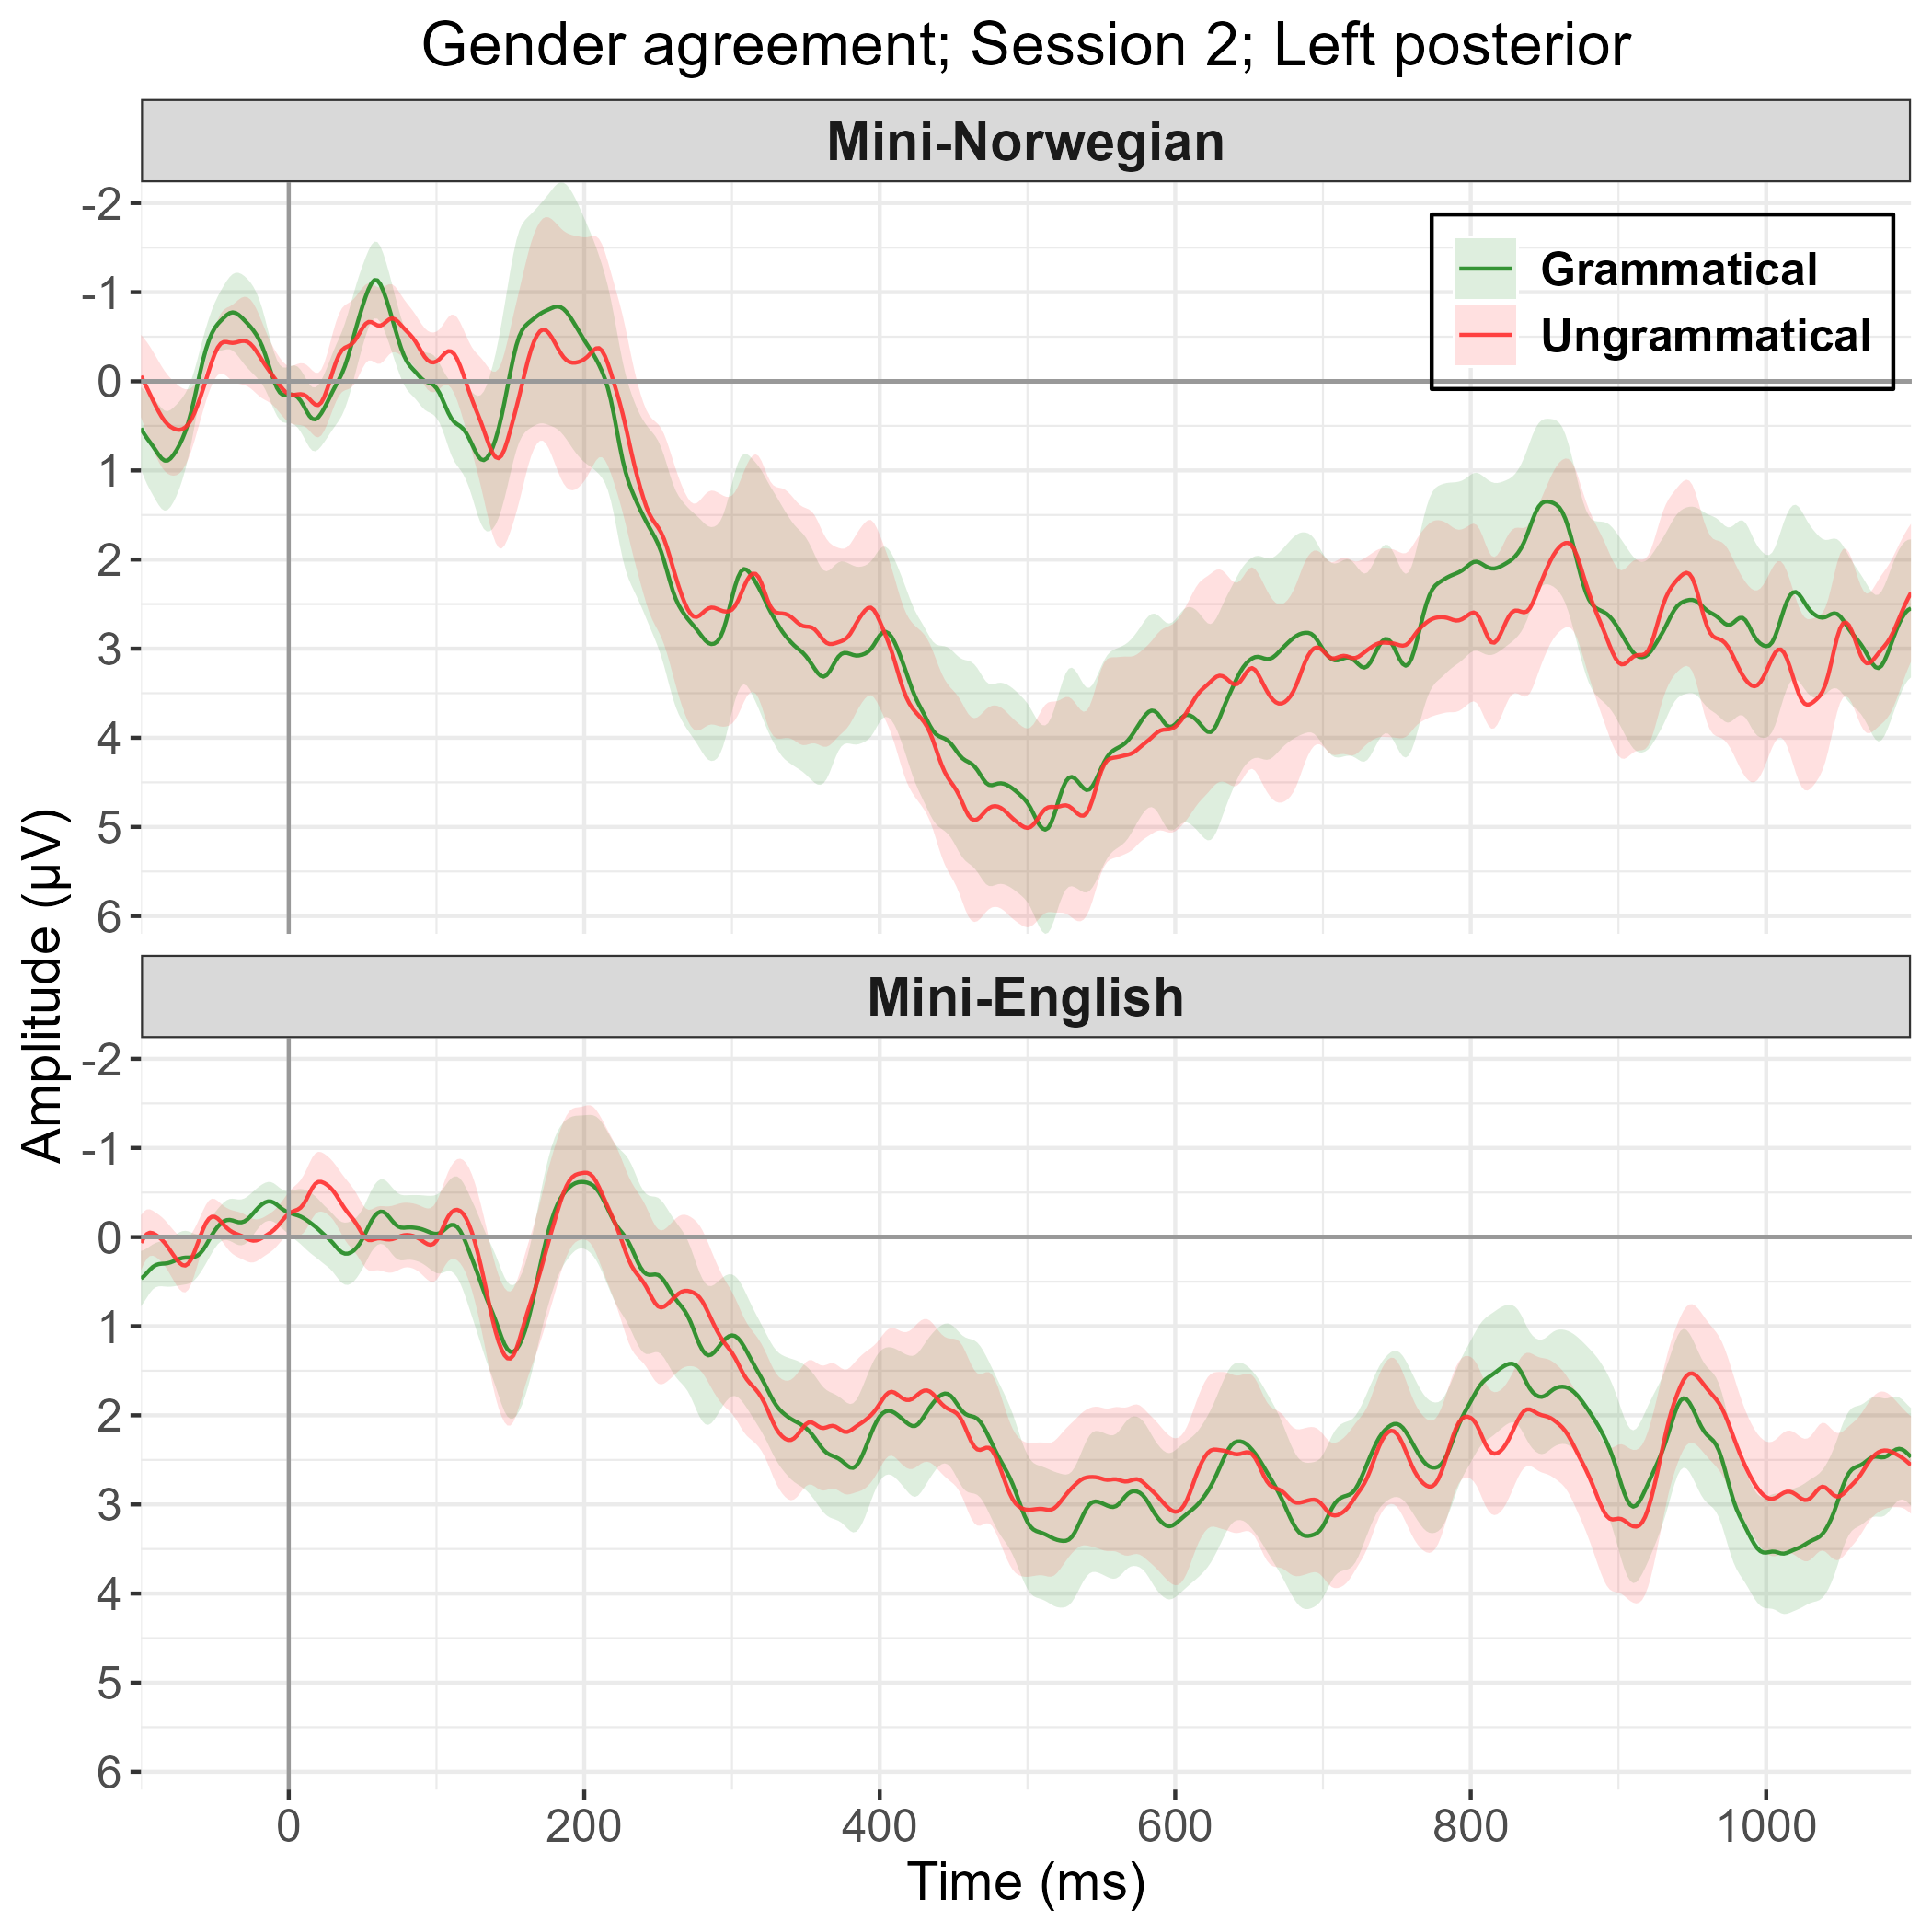 Gender agreement; Session 2; Left posterior
Mini-Norwegian
-2
-1
0
1
2
3
4
5
6
Grammatical
Ungrammatical
Amplitude (µV)
Mini-English
-2
-1
0
1
2
3
4
5
6
0 200 400 600 800 1000
Time (ms)